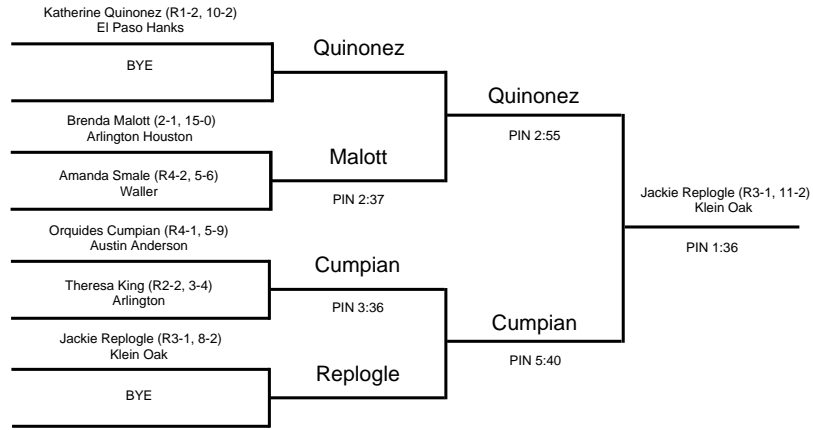 Katherine Quinonez (R1-2, 10-2)
El Paso Hanks
BYE
Brenda Malott (2-1, 15-0)
Arlington Houston
Amanda Smale (R4-2, 5-6)
Waller
Orquides Cumpian (R4-1, 5-9)
Austin Anderson
Theresa King (R2-2, 3-4)
Arlington
Jackie Replogle (R3-1, 8-2)
Klein Oak
BYE
Quinonez
Malott
PIN 2:37
Cumpian
PIN 3:36
Replogle
Quinonez
PIN 2:55
Cumpian
PIN 5:40
Jackie Replogle (R3-1, 11-2)
Klein Oak
PIN 1:36